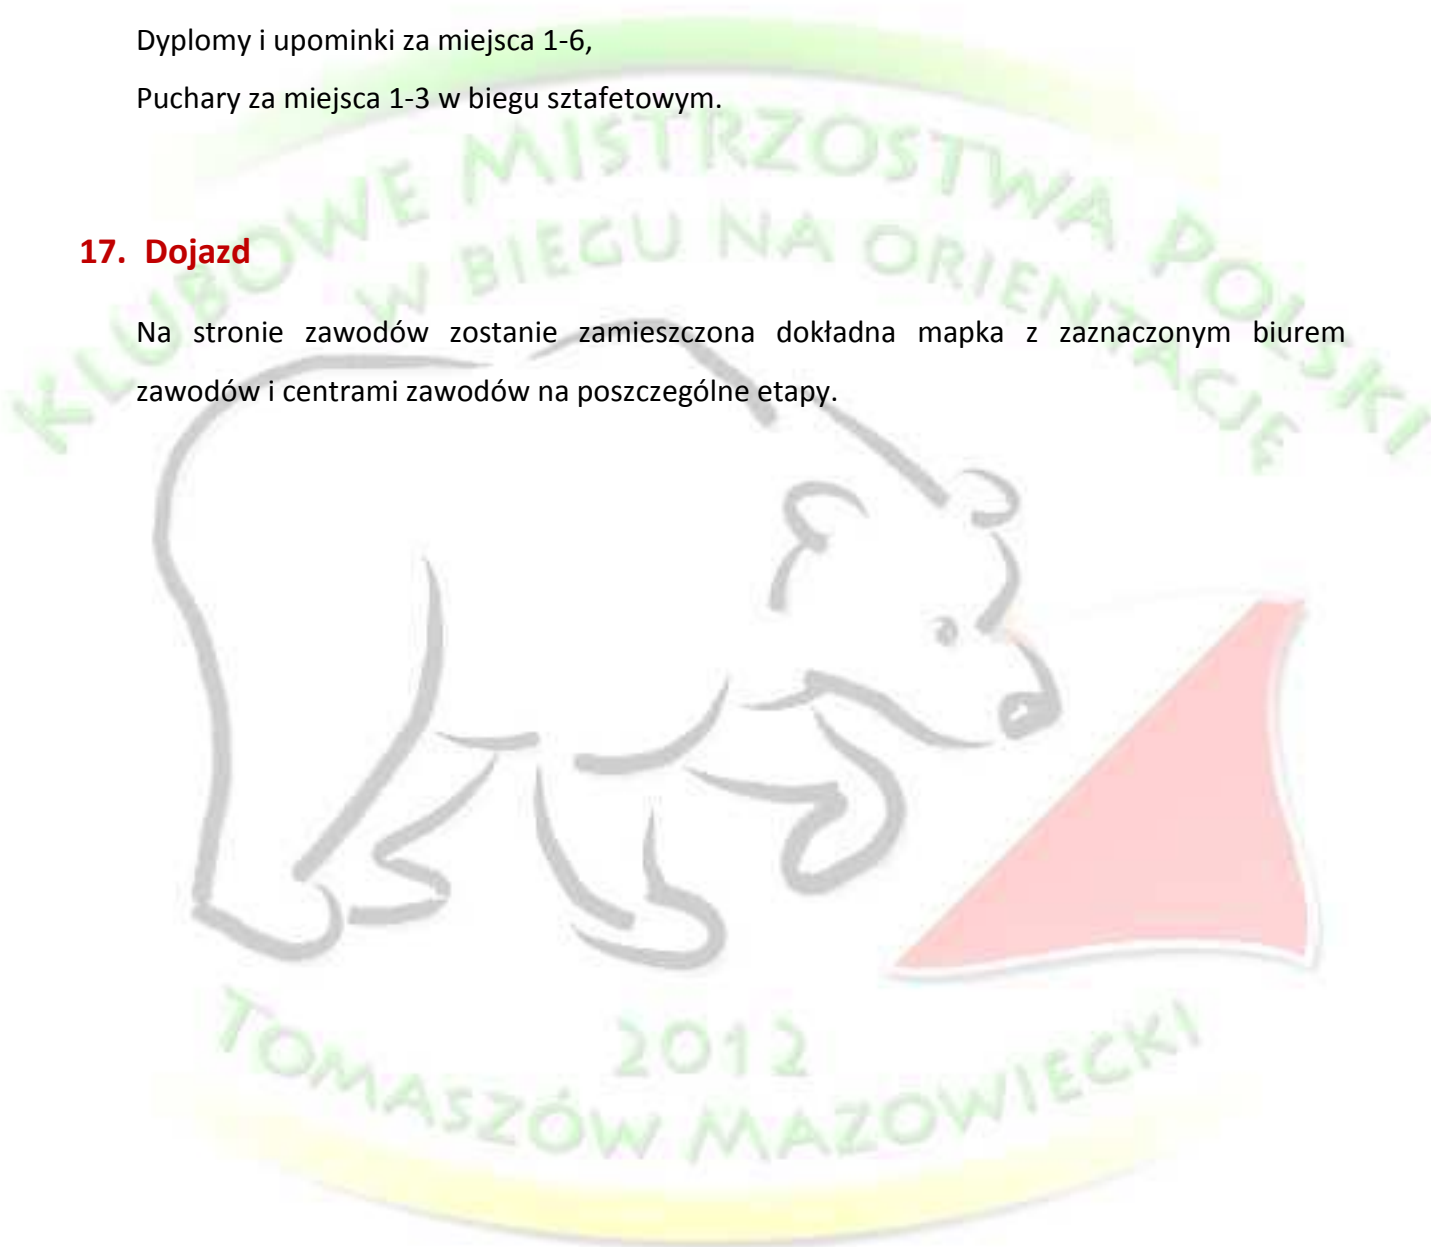 Dyplomy i upominki za miejsca 1-6,
Puchary za miejsca 1-3 w biegu sztafetowym.
KLUBOWE MISTRZOSTWA POLSKI
W BIEGU NA ORIENTACJĘ
17. Dojazd
Na stronie zawodów zostanie zamieszczona dokładna mapka z zaznaczonym biurem
zawodów i centrami zawodów na poszczególne etapy.
2012
TOMASZÓW MAZOWIECKI